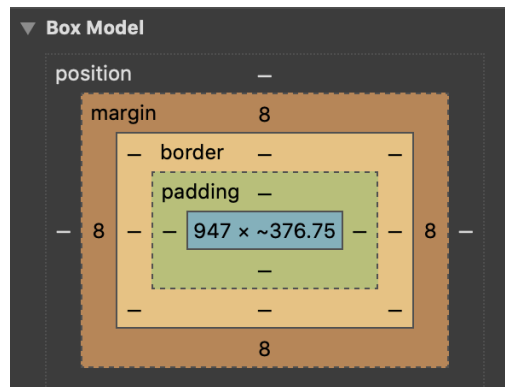 ▼ Box Model
position –
margin 8
– border – –
padding –
– 8 – – 947 × ~376.75 – – 8 –
–
– – –
8